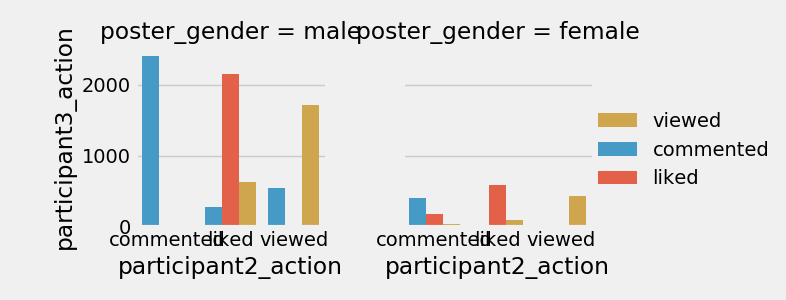 poster_gender = male
poster_gender = female
participant3_action
2000
1000
0
commented
liked
viewed
commented
liked
viewed
participant2_action
participant2_action
viewed
commented
liked